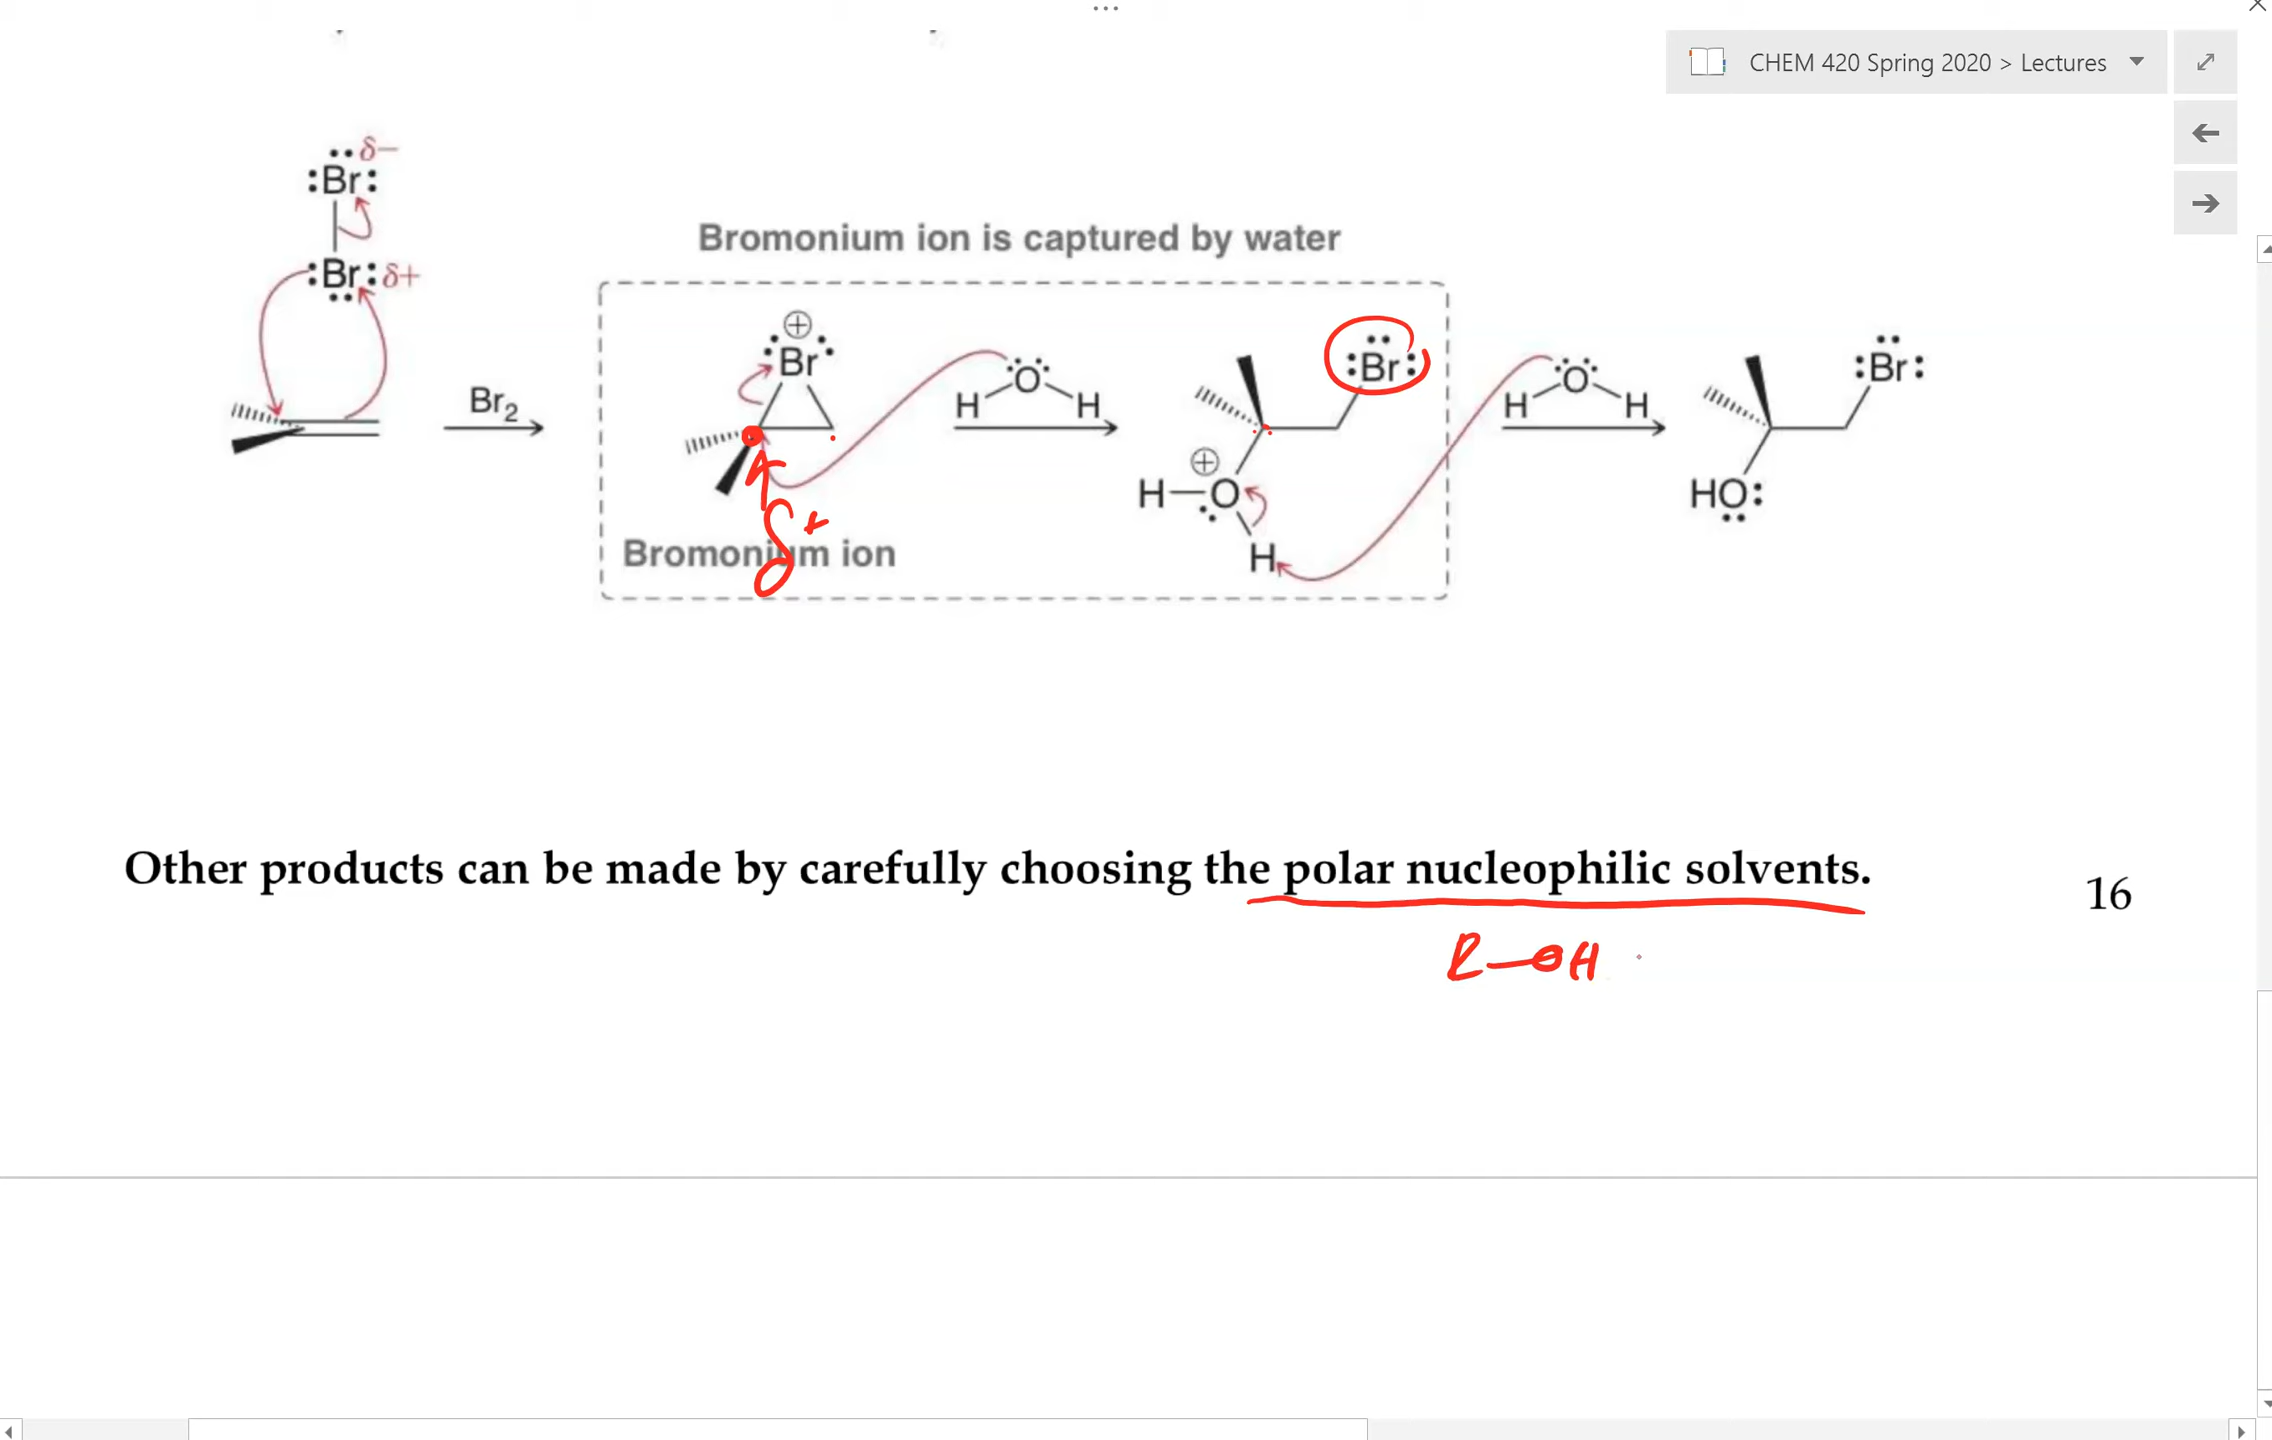 ...
CHEM 420 Spring 2020 > Lectures
δ−
:Br:
:Br: δ+
Br₂
Bromonium ion is captured by water
⊕
:Br:
O
H H
Bromonium ion
δ+
:Br:
⊕
H—O
H
O
H H
:Br:
HO:
Other products can be made by carefully choosing the polar nucleophilic solvents.
16
R—OH